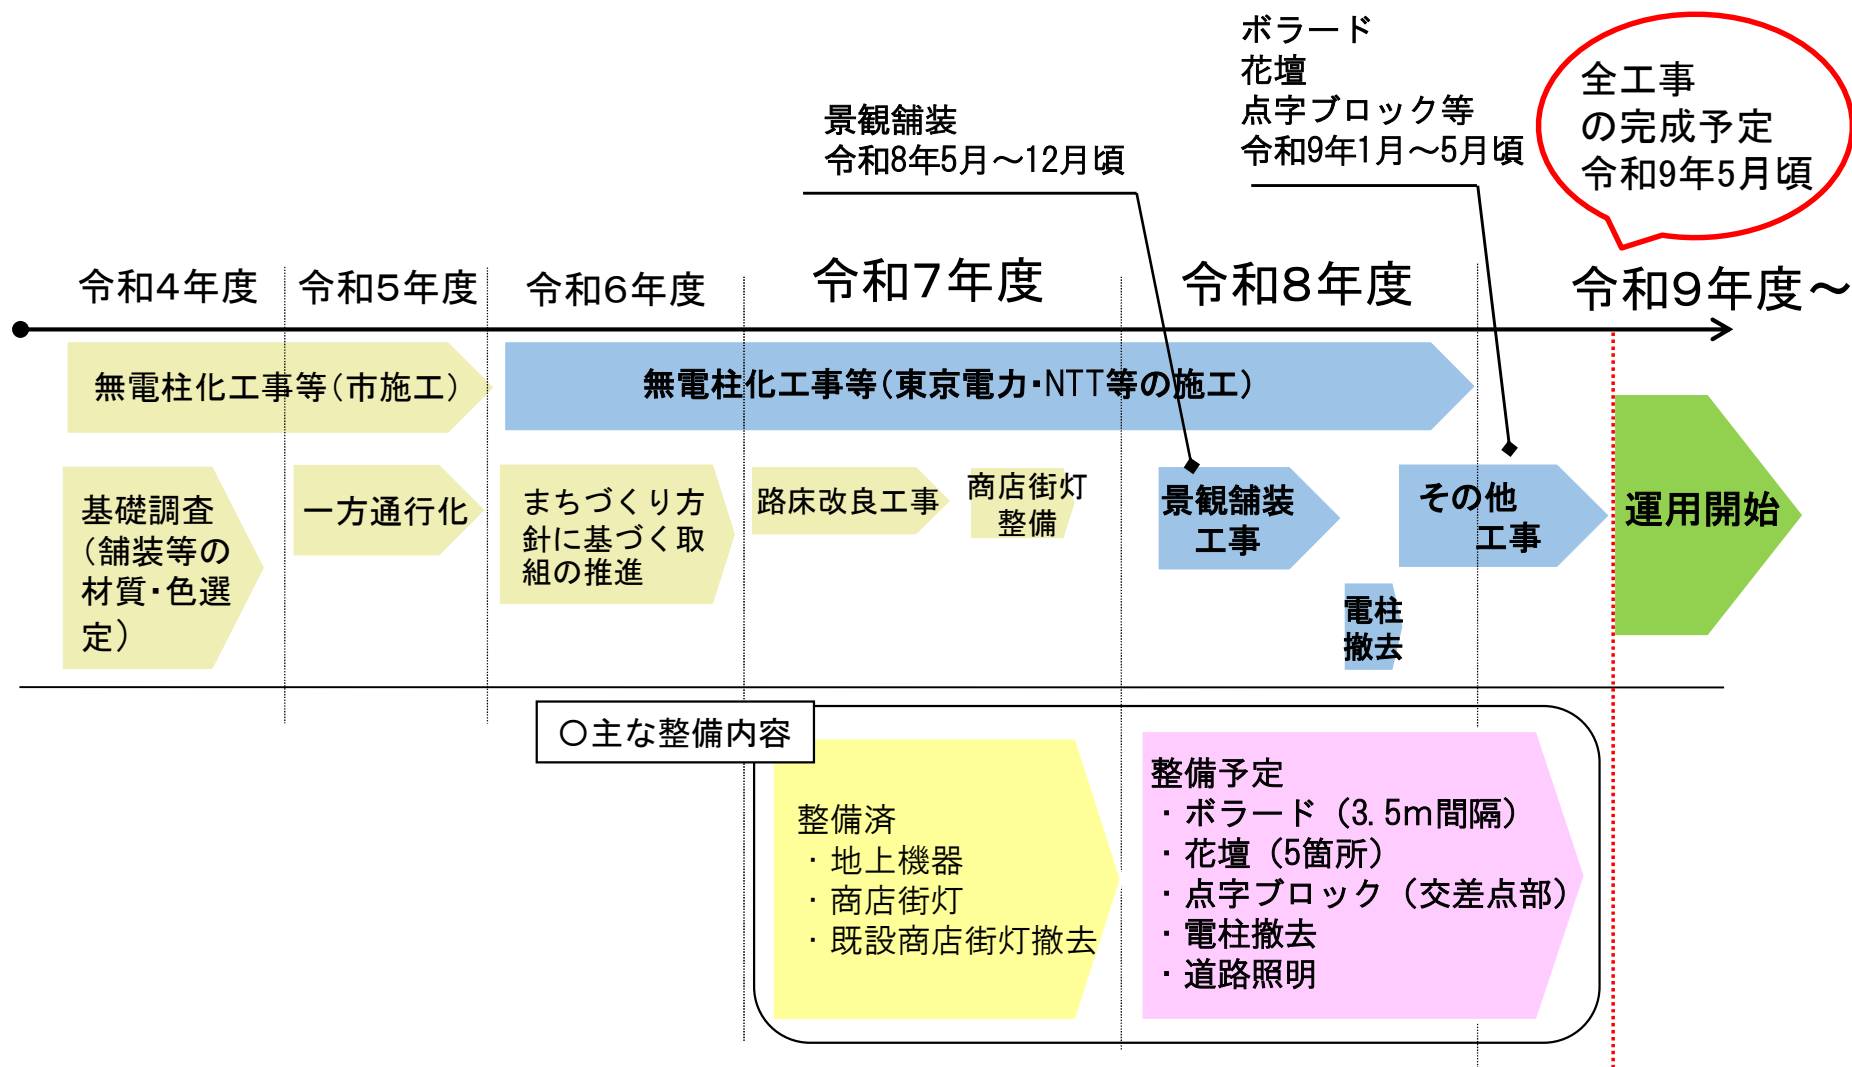 ボラード
花壇
点字ブロック等
令和9年1月～5月頃
景観舗装
令和8年5月～12月頃
全工事
の完成予定
令和9年5月頃
令和４年度
令和５年度
令和６年度
令和７年度
令和８年度
令和９年度～
無電柱化工事等（市施工）
無電柱化工事等（東京電力・NTT等の施工）
基礎調査
（舗装等の
材質・色選
定）
一方通行化
まちづくり方
針に基づく取
組の推進
路床改良工事
商店街灯
整備
景観舗装
工事
電柱
撤去
その他
工事
運用開始
〇主な整備内容
整備済
・地上機器
・商店街灯
・既設商店街灯撤去
整備予定
・ボラード（3.5m間隔）
・花壇（5箇所）
・点字ブロック（交差点部）
・電柱撤去
・道路照明